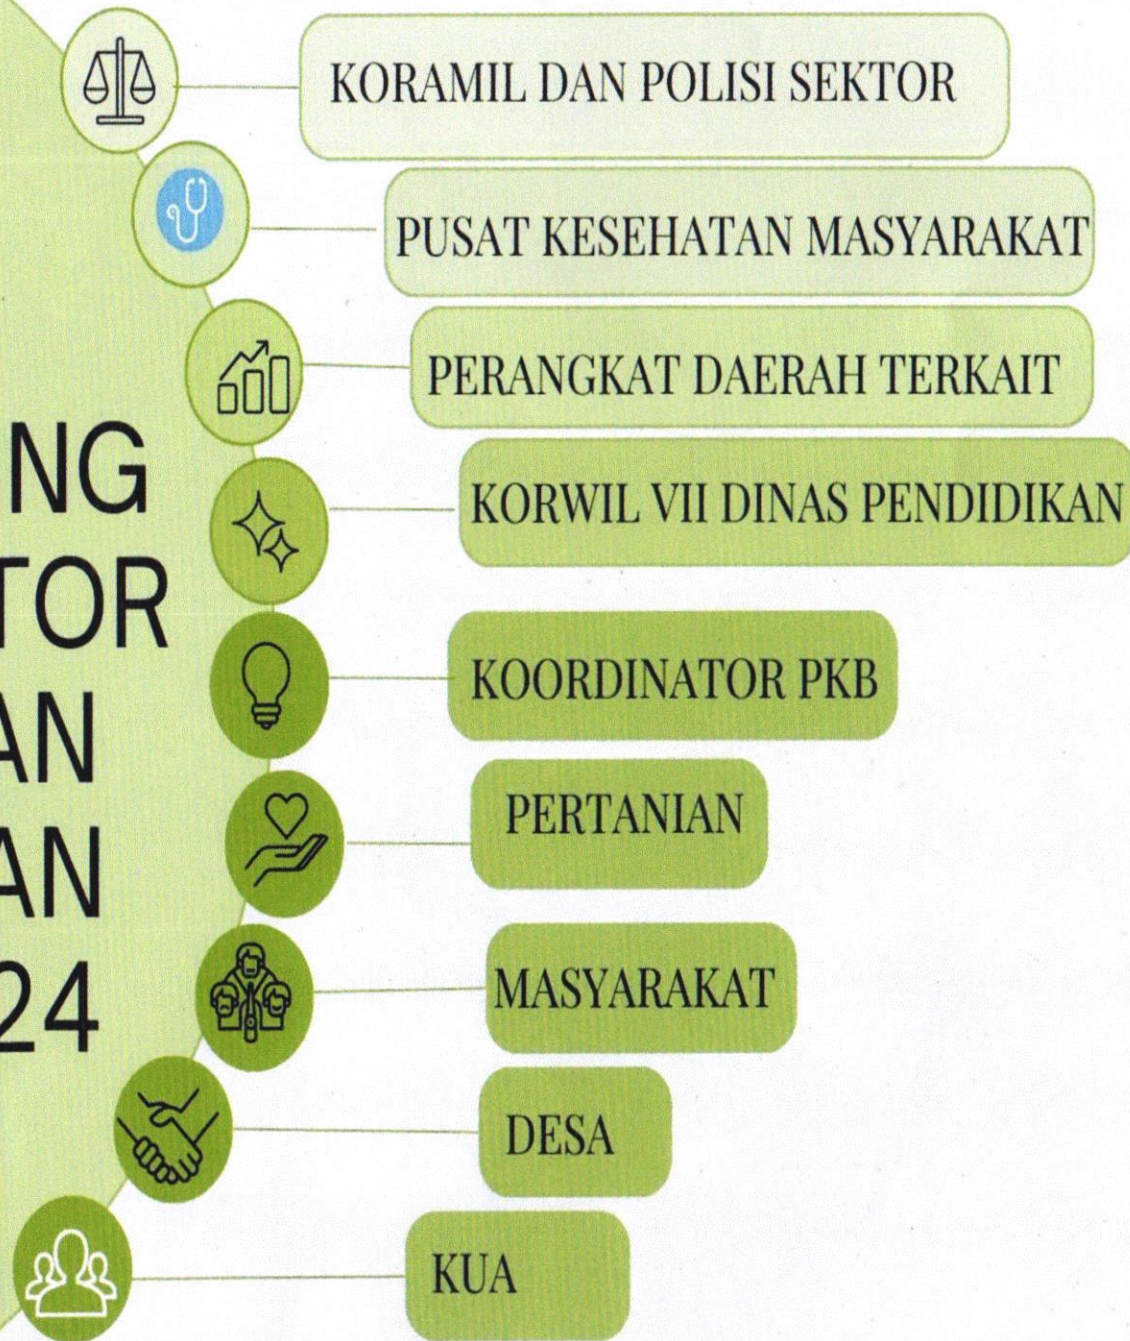 NG
TOR
AN
AN
24
KORAMIL DAN POLISI SEKTOR
PUSAT KESEHATAN MASYARAKAT
PERANGKAT DAERAH TERKAIT
KORWIL VII DINAS PENDIDIKAN
KOORDINATOR PKB
PERTANIAN
MASYARAKAT
DESA
KUA